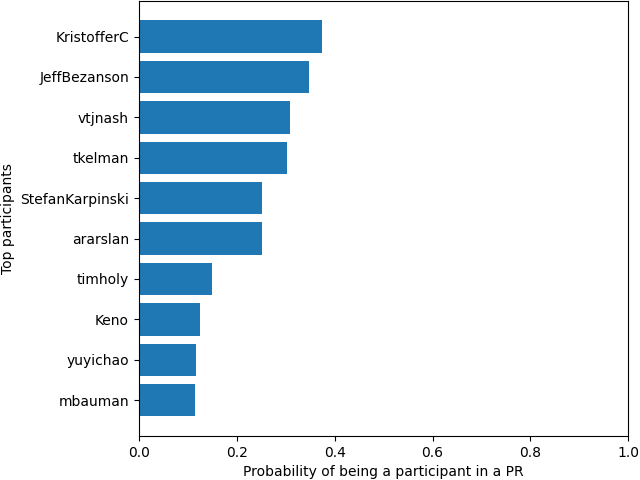 KristofferC
JeffBezanson
vtjnash
tkelman
StefanKarpinski
ararslan
timholy
Keno
yuyichao
mbauman
Top participants
0.0 0.2 0.4 0.6 0.8 1.0
Probability of being a participant in a PR